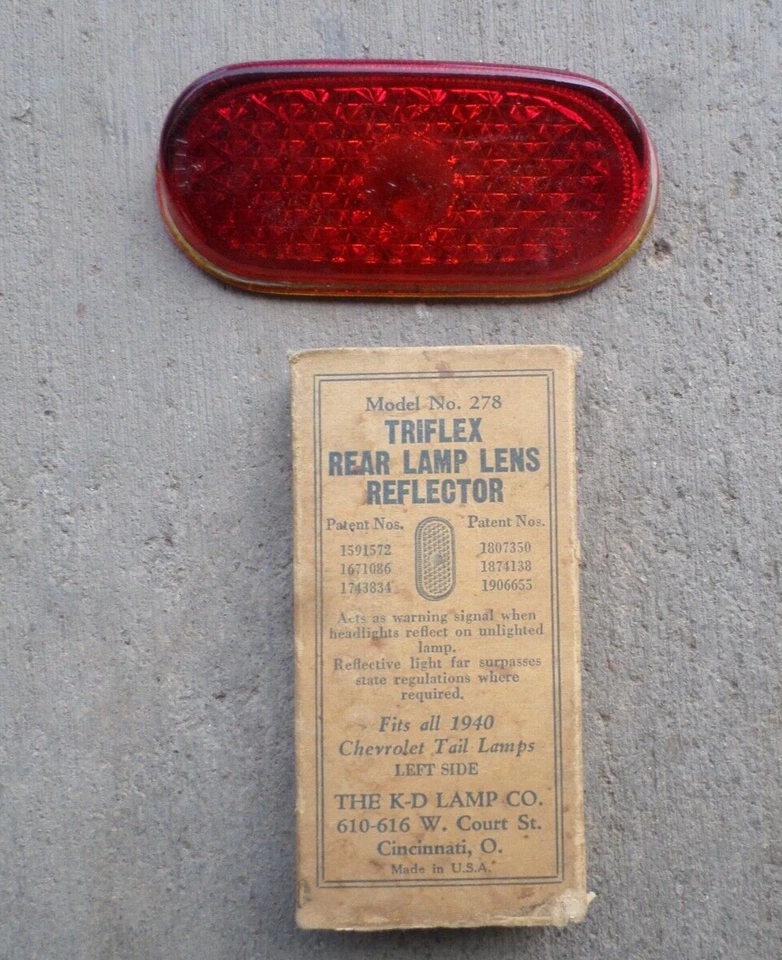 Model No. 278
TRIFLEX
REAR LAMP LENS
REFLECTOR
Patent Nos. Patent Nos.
1591572 1807350
1671086 1874138
1743834 1906655
Acts as warning signal when
headlights reflect on unlighted
lamp.
Reflective light far surpasses
state regulations where
required.
Fits all 1940
Chevrolet Tail Lamps
LEFT SIDE
THE K-D LAMP CO.
610-616 W. Court St.
Cincinnati, O.
Made in U.S.A.